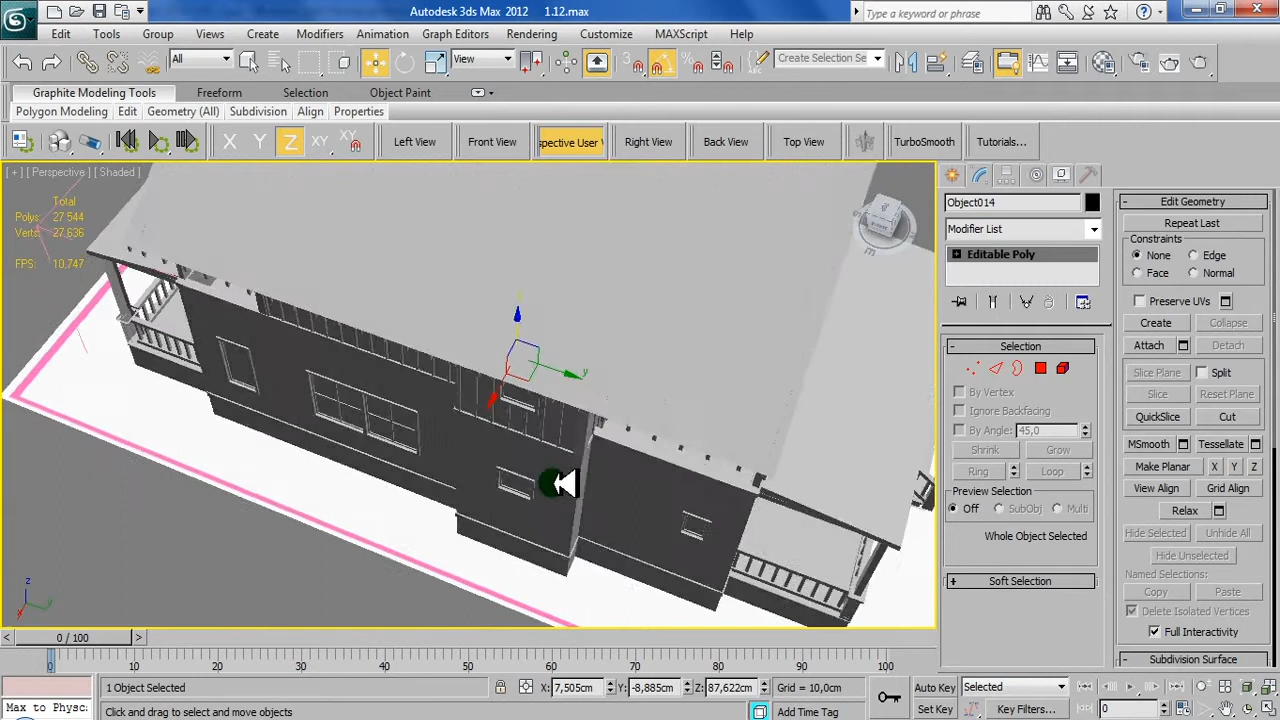 Autodesk 3ds Max 2012 1.12.max
Type a keyword or phrase
Edit Tools Group Views Create Modifiers Animation Graph Editors Rendering Customize MAXScript Help
All View Create Selection Se
Graphite Modeling Tools Freeform Selection Object Paint
Polygon Modeling Edit Geometry (All) Subdivision Align Properties
X Y Z XY XY Left View Front View spective User V Right View Back View Top View TurboSmooth Tutorials...
[ + ] [ Perspective ] [ Shaded ]
Total
Polys: 27 544
Verts: 27 636
FPS: 10,747
y
z
Object014
Modifier List
Editable Poly
Selection
By Vertex
Ignore Backfacing
By Angle: 45,0
Shrink Grow
Ring Loop
Preview Selection
Off SubObj Multi
Whole Object Selected
Soft Selection
Edit Geometry
Repeat Last
Constraints
None Edge
Face Normal
Preserve UVs
Create Collapse
Attach Detach
Slice Plane Split
Slice Reset Plane
QuickSlice Cut
MSmooth Tessellate
Make Planar X Y Z
View Align Grid Align
Relax
Hide Selected Unhide All
Hide Unselected
Named Selections:
Copy Paste
Delete Isolated Vertices
Full Interactivity
Subdivision Surface
0 / 100
0 10 20 30 40 50 60 70 80 90 100
1 Object Selected X: 7,505cm Y: -8,885cm Z: 87,622cm Grid = 10,0cm Auto Key Selected
Max to Physc: Click and drag to select and move objects Add Time Tag Set Key Key Filters... 0